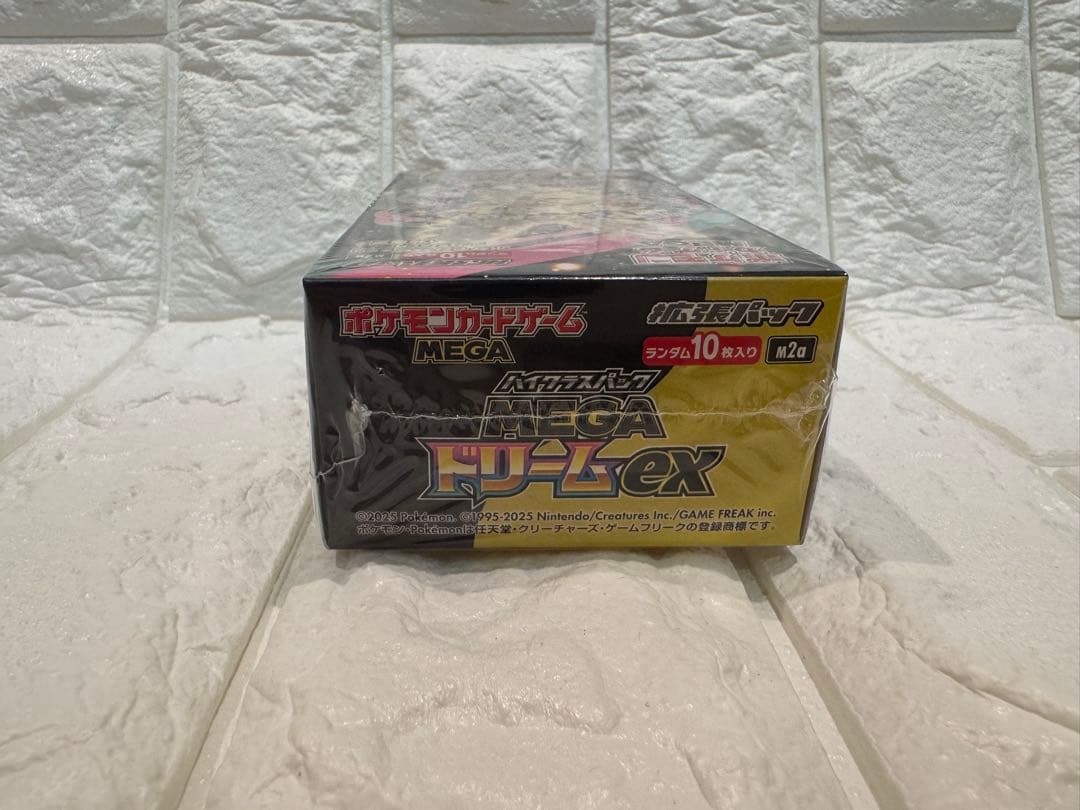 ポケモンカードゲーム
MEGA
拡張パック
ランダム10枚入り
M2a
ハイクラスパック
MEGA
ドリームex
©2025 Pokémon. ©1995-2025 Nintendo/Creatures Inc./GAME FREAK inc.
ポケモン・Pokémonは任天堂・クリーチャーズ・ゲームフリークの登録商標です。